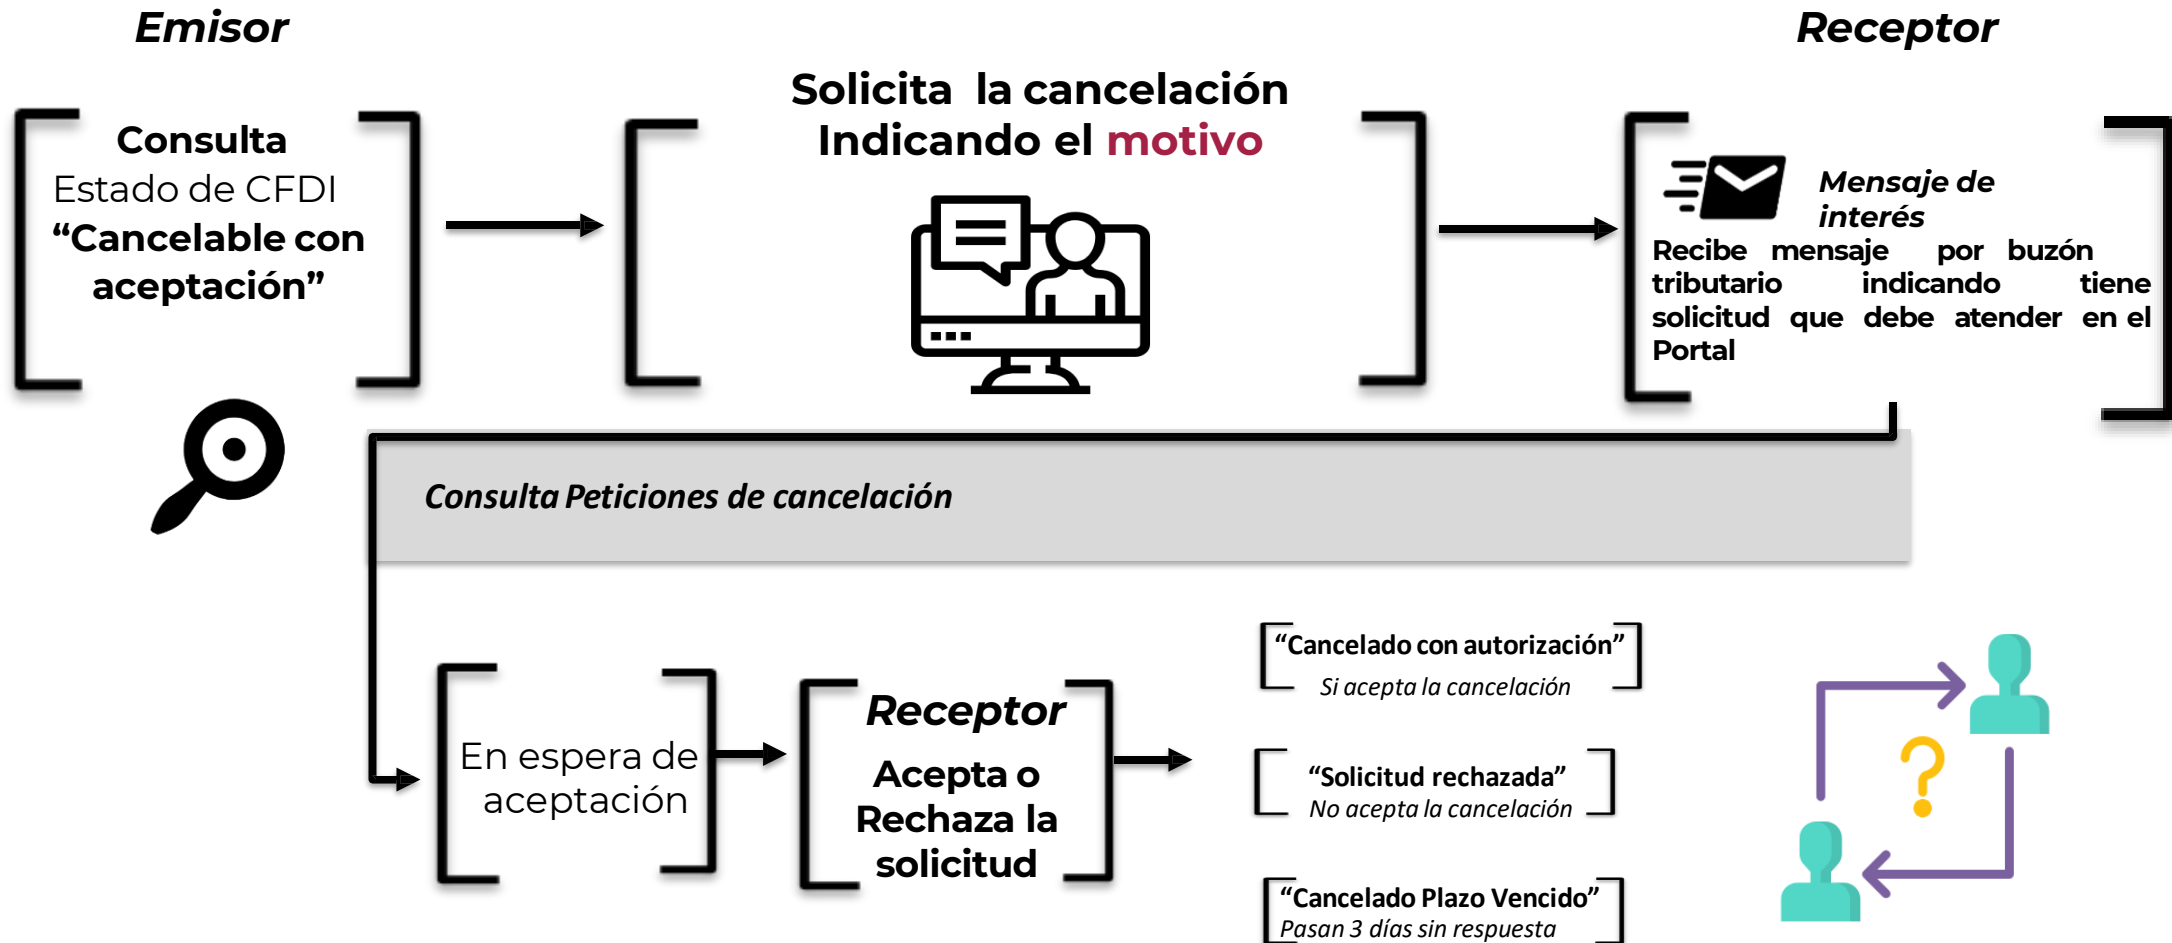 Emisor
Receptor
Consulta
Estado de CFDI
“Cancelable con
aceptación”
Solicita la cancelación
Indicando el motivo
Mensaje de
interés
Recibe mensaje por buzón
tributario indicando tiene
solicitud que debe atender en el
Portal
Consulta Peticiones de cancelación
En espera de
aceptación
Receptor
Acepta o
Rechaza la
solicitud
“Cancelado con autorización”
Si acepta la cancelación
“Solicitud rechazada”
No acepta la cancelación
“Cancelado Plazo Vencido”
Pasan 3 días sin respuesta
?